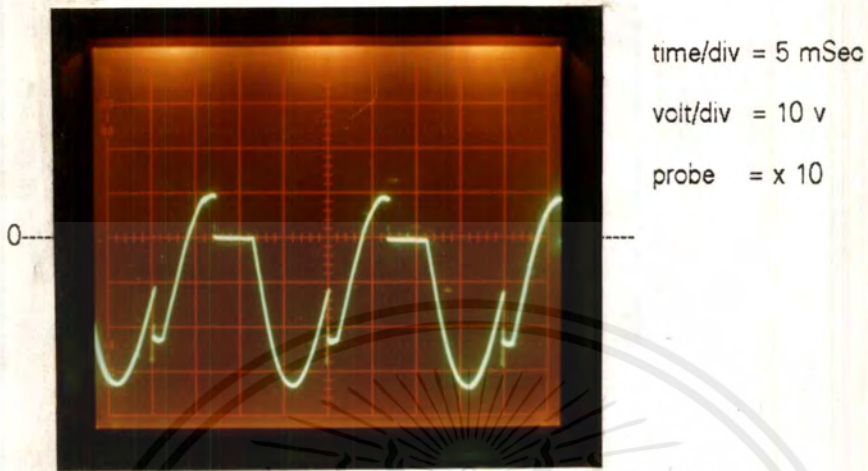 time/div = 5 mSec
volt/div = 10 v
probe = x 10
0